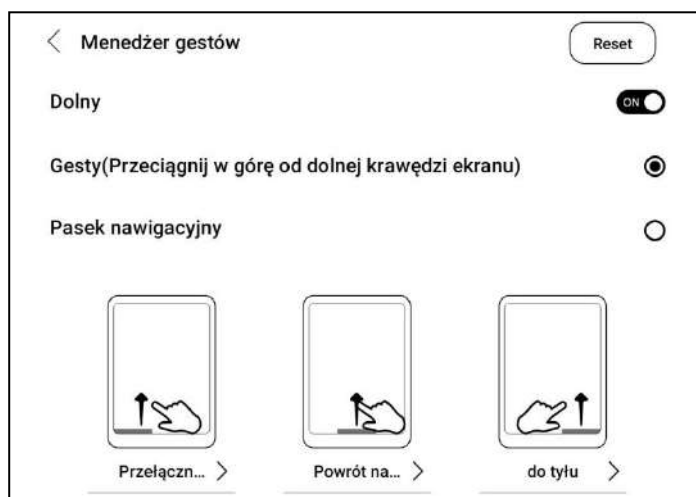 Menedżer gestów
Reset
Dolny
ON
Gesty(Przeciągnij w górę od dolnej krawędzi ekranu)
Pasek nawigacyjny
Przełączn...
Powrót na...
do tyłu